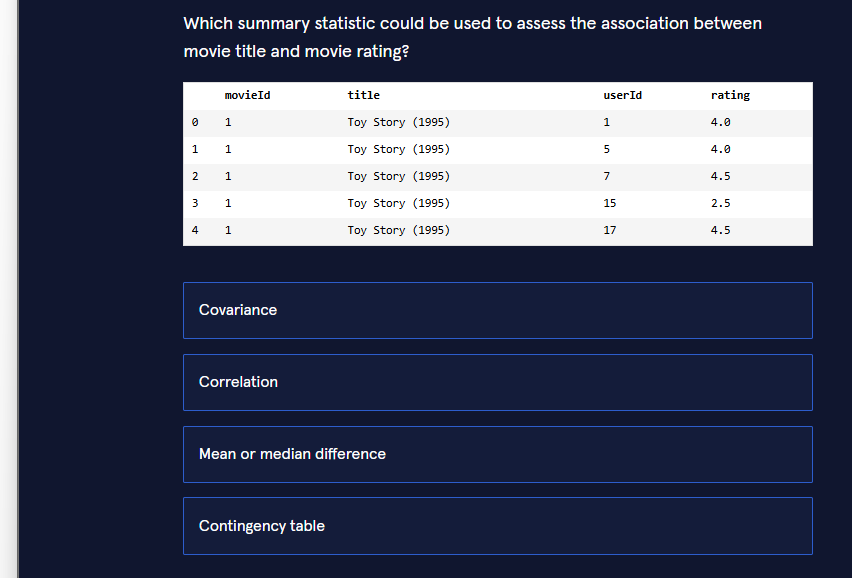 Which summary statistic could be used to assess the association between
movie title and movie rating?
movieId title userId rating
0 1 Toy Story (1995) 1 4.0
1 1 Toy Story (1995) 5 4.0
2 1 Toy Story (1995) 7 4.5
3 1 Toy Story (1995) 15 2.5
4 1 Toy Story (1995) 17 4.5
Covariance
Correlation
Mean or median difference
Contingency table